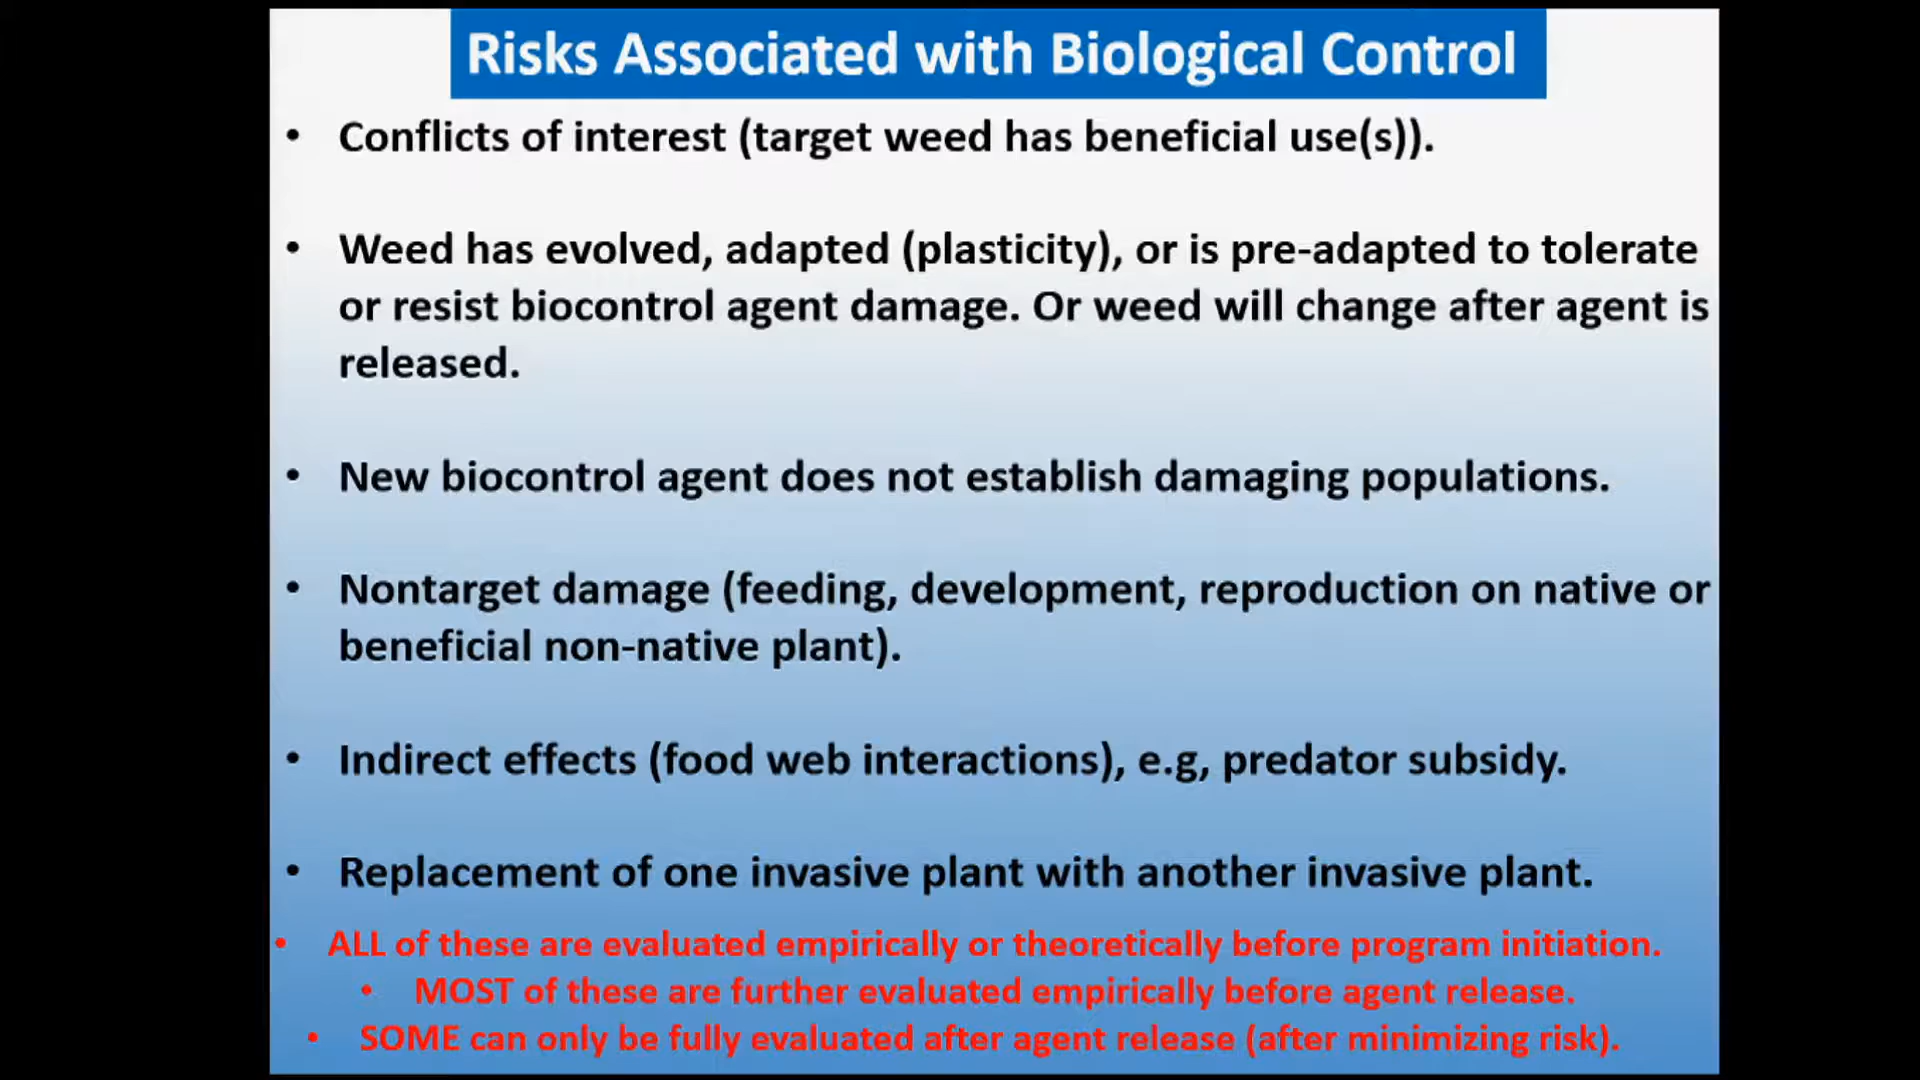 Risks Associated with Biological Control
• Conflicts of interest (target weed has beneficial use(s)).
• Weed has evolved, adapted (plasticity), or is pre-adapted to tolerate
or resist biocontrol agent damage. Or weed will change after agent is
released.
• New biocontrol agent does not establish damaging populations.
• Nontarget damage (feeding, development, reproduction on native or
beneficial non-native plant).
• Indirect effects (food web interactions), e.g, predator subsidy.
• Replacement of one invasive plant with another invasive plant.
• ALL of these are evaluated empirically or theoretically before program initiation.
• MOST of these are further evaluated empirically before agent release.
• SOME can only be fully evaluated after agent release (after minimizing risk).